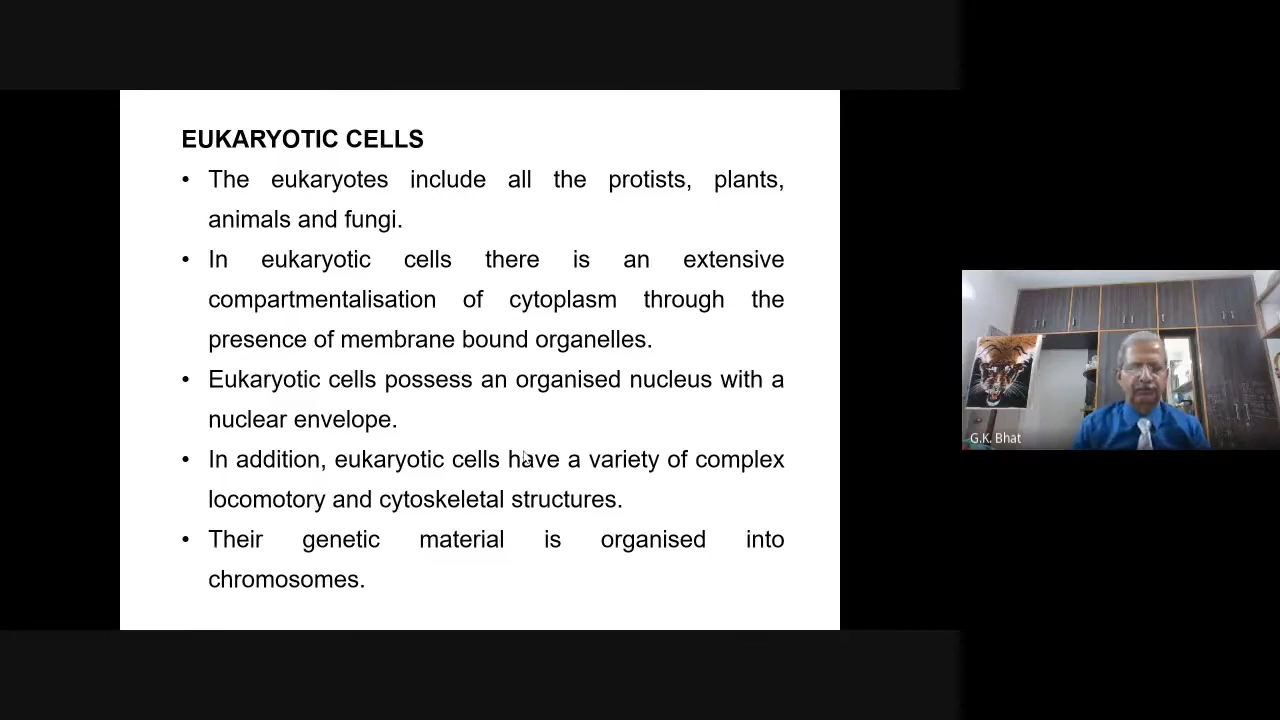 EUKARYOTIC CELLS
• The eukaryotes include all the protists, plants,
animals and fungi.
• In eukaryotic cells there is an extensive
compartmentalisation of cytoplasm through the
presence of membrane bound organelles.
• Eukaryotic cells possess an organised nucleus with a
nuclear envelope.
• In addition, eukaryotic cells have a variety of complex
locomotory and cytoskeletal structures.
• Their genetic material is organised into
chromosomes.
G.K. Bhat